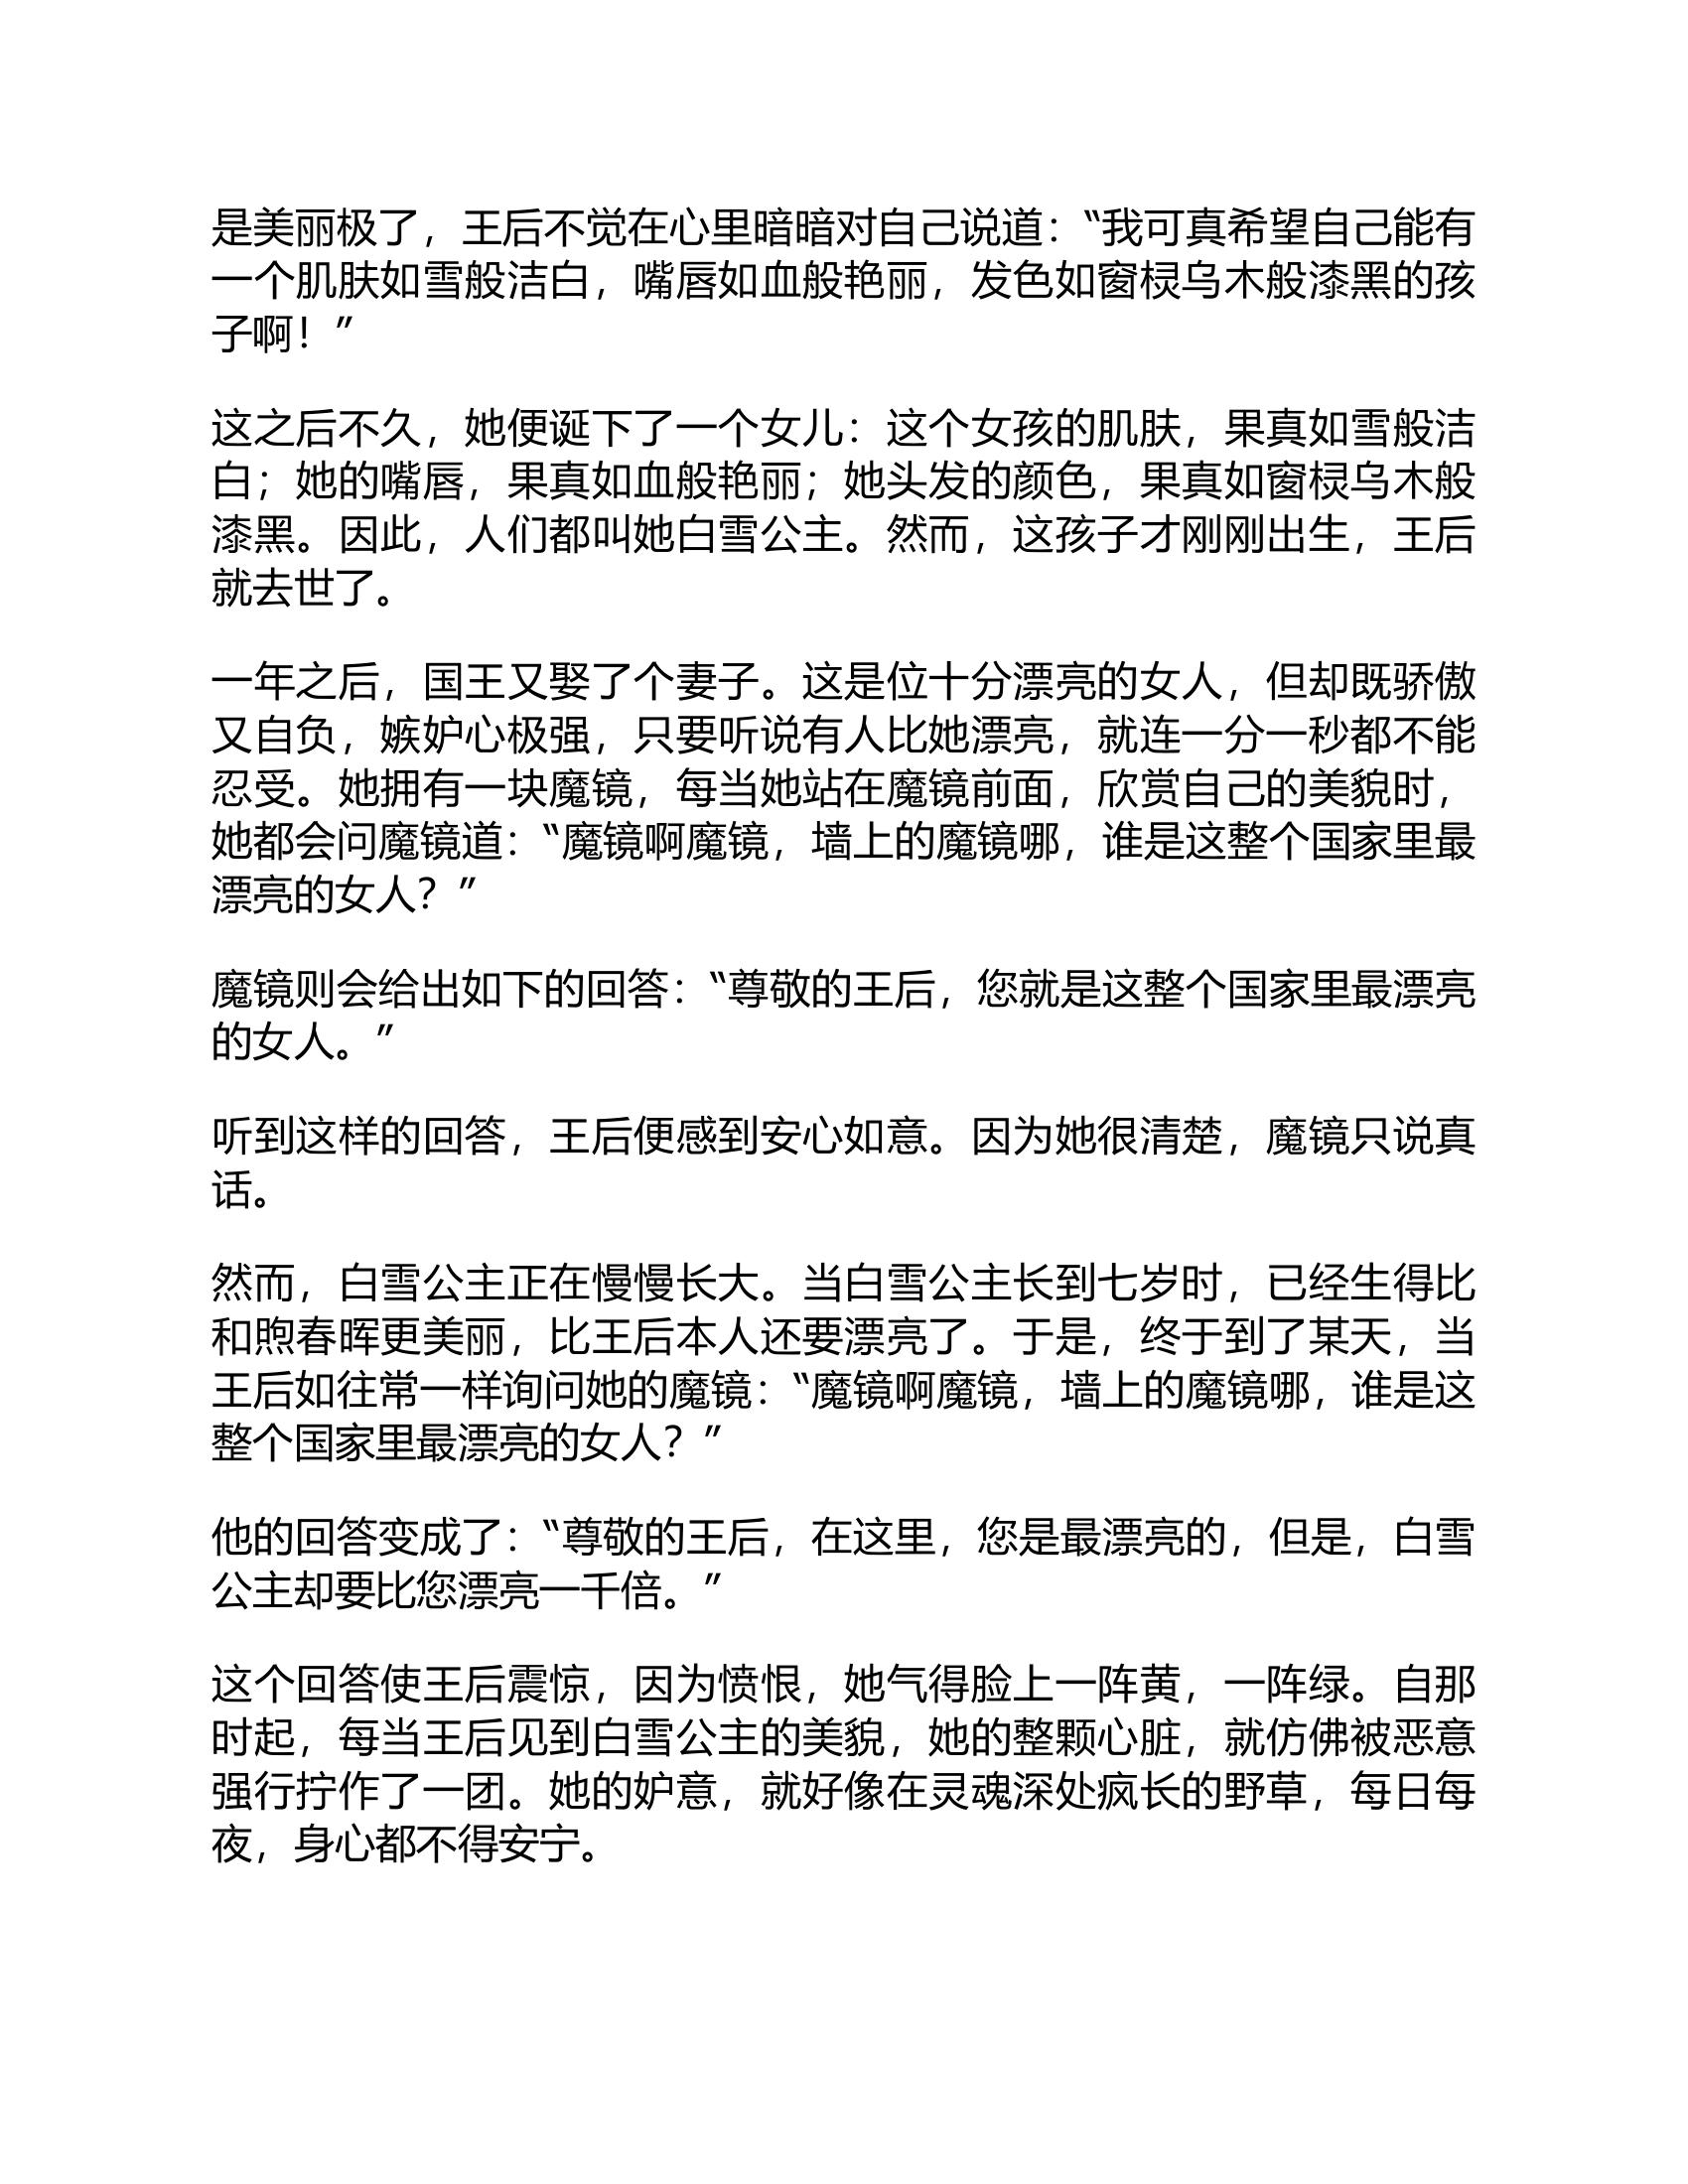 是美丽极了，王后不觉在心里暗暗对自己说道：“我可真希望自己能有
一个肌肤如雪般洁白，嘴唇如血般艳丽，发色如窗棂乌木般漆黑的孩
子啊！”
这之后不久，她便诞下了一个女儿：这个女孩的肌肤，果真如雪般洁
白；她的嘴唇，果真如血般艳丽；她头发的颜色，果真如窗棂乌木般
漆黑。因此，人们都叫她白雪公主。然而，这孩子才刚刚出生，王后
就去世了。
一年之后，国王又娶了个妻子。这是位十分漂亮的女人，但却既骄傲
又自负，嫉妒心极强，只要听说有人比她漂亮，就连一分一秒都不能
忍受。她拥有一块魔镜，每当她站在魔镜前面，欣赏自己的美貌时，
她都会问魔镜道：“魔镜啊魔镜，墙上的魔镜哪，谁是这整个国家里最
漂亮的女人？”
魔镜则会给出如下的回答：“尊敬的王后，您就是这整个国家里最漂亮
的女人。”
听到这样的回答，王后便感到安心如意。因为她很清楚，魔镜只说真
话。
然而，白雪公主正在慢慢长大。当白雪公主长到七岁时，已经生得比
和煦春晖更美丽，比王后本人还要漂亮了。于是，终于到了某天，当
王后如往常一样询问她的魔镜：“魔镜啊魔镜，墙上的魔镜哪，谁是这
整个国家里最漂亮的女人？”
他的回答变成了：“尊敬的王后，在这里，您是最漂亮的，但是，白雪
公主却要比您漂亮一千倍。”
这个回答使王后震惊，因为愤恨，她气得脸上一阵黄，一阵绿。自那
时起，每当王后见到白雪公主的美貌，她的整颗心脏，就仿佛被恶意
强行拧作了一团。她的妒意，就好像在灵魂深处疯长的野草，每日每
夜，身心都不得安宁。